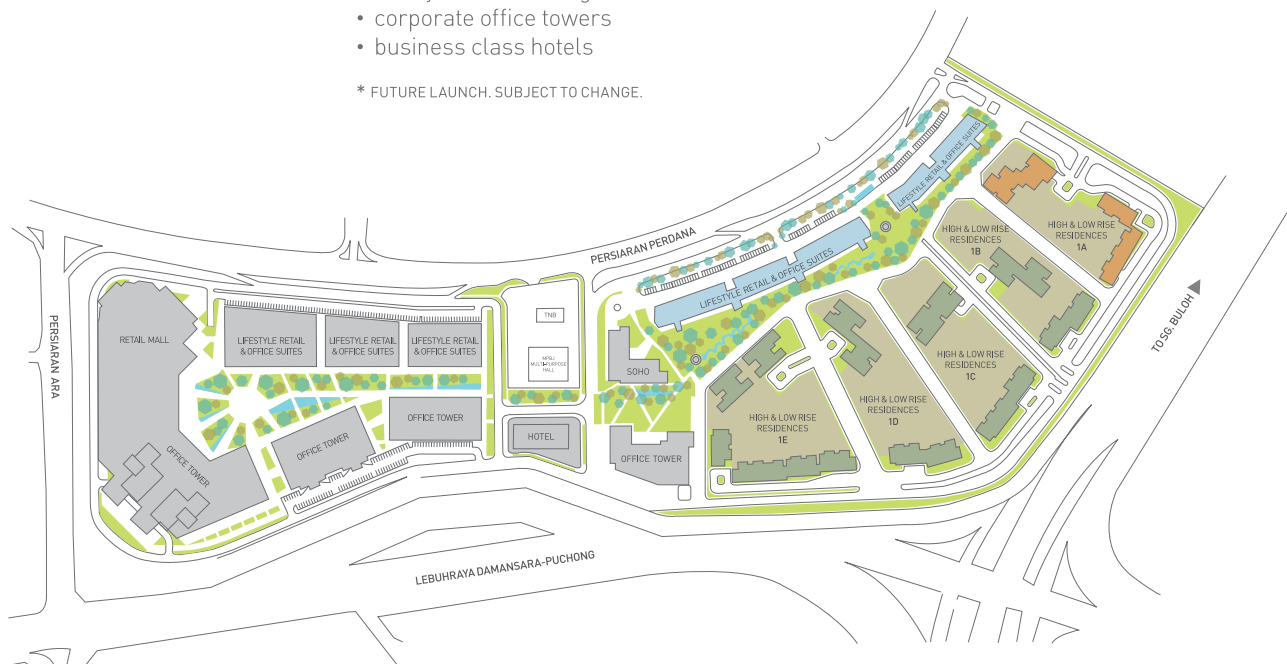 • corporate office towers
• business class hotels
* FUTURE LAUNCH. SUBJECT TO CHANGE.
PERSIARAN PERDANA
LIFESTYLE RETAIL & OFFICE SUITES
LIFESTYLE RETAIL & OFFICE SUITES
HIGH & LOW RISE
RESIDENCES
1A
HIGH & LOW RISE
RESIDENCES
1B
HIGH & LOW RISE
RESIDENCES
1C
HIGH & LOW RISE
RESIDENCES
1D
HIGH & LOW RISE
RESIDENCES
1E
TO SG. BULOH
PERSIARAN ARA
RETAIL MALL
LIFESTYLE RETAIL
& OFFICE SUITES
LIFESTYLE RETAIL
& OFFICE SUITES
LIFESTYLE RETAIL
& OFFICE SUITES
TNB
MPBJ
MULTI-PURPOSE
HALL
SOHO
OFFICE TOWER
OFFICE TOWER
OFFICE TOWER
HOTEL
OFFICE TOWER
LEBUHRAYA DAMANSARA-PUCHONG